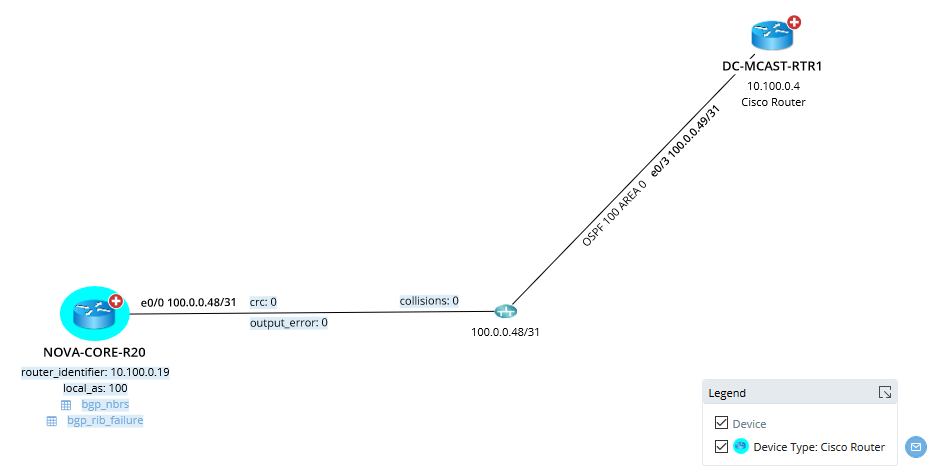 DC-MCAST-RTR1
10.100.0.4
Cisco Router
e0/3 100.0.0.49/31
OSPF 100 AREA 0
e0/0 100.0.0.48/31
crc: 0
collisions: 0
output_error: 0
100.0.0.48/31
NOVA-CORE-R20
router_identifier: 10.100.0.19
local_as: 100
bgp_nbrs
bgp_rib_failure
Legend
Device
Device Type: Cisco Router